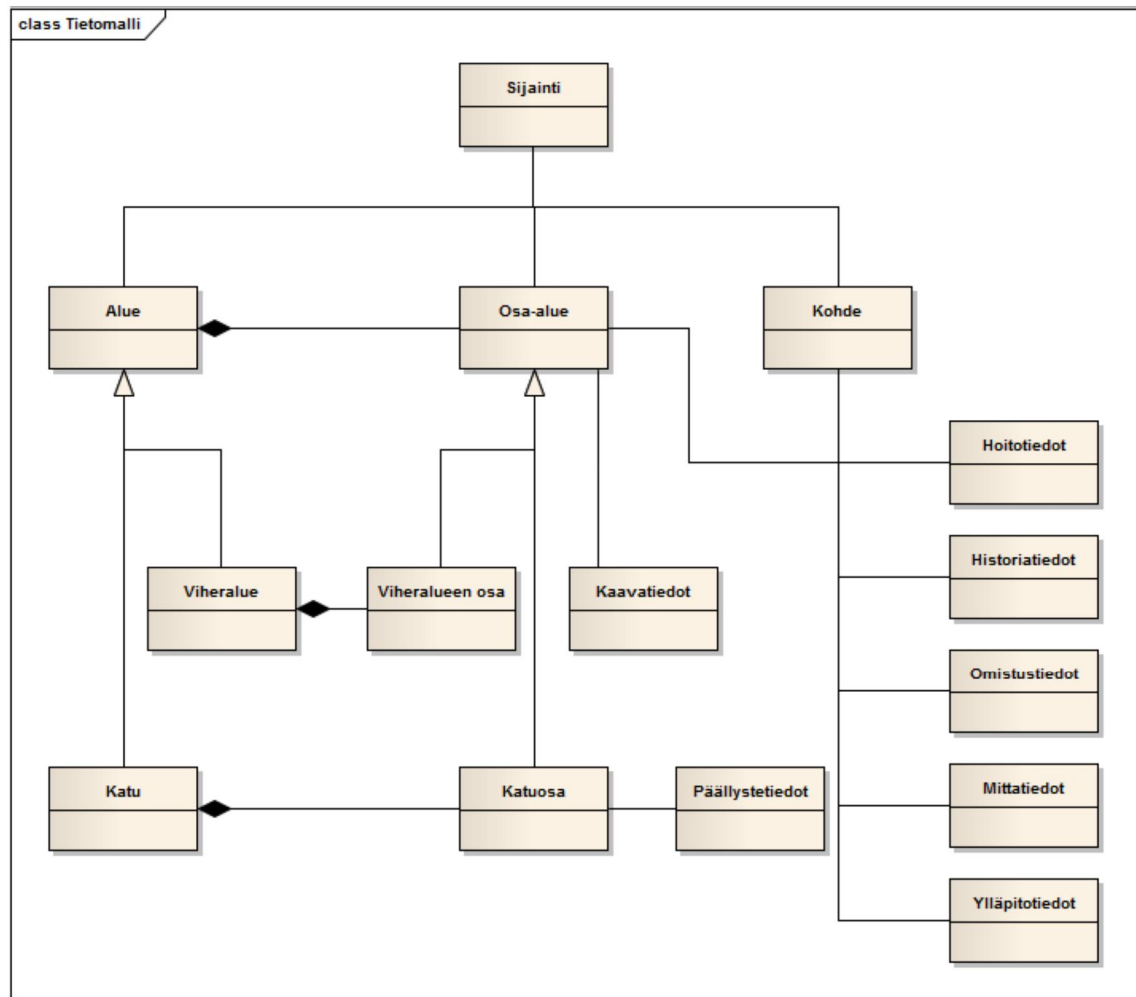 class Tietomalli
Sijainti
Alue
Osa-alue
Kohde
Hoitotiedot
Historiatiedot
Viheralue
Viheralueen osa
Kaavatiedot
Omistustiedot
Katu
Katuosa
Päällystetiedot
Mittatiedot
Ylläpitotiedot